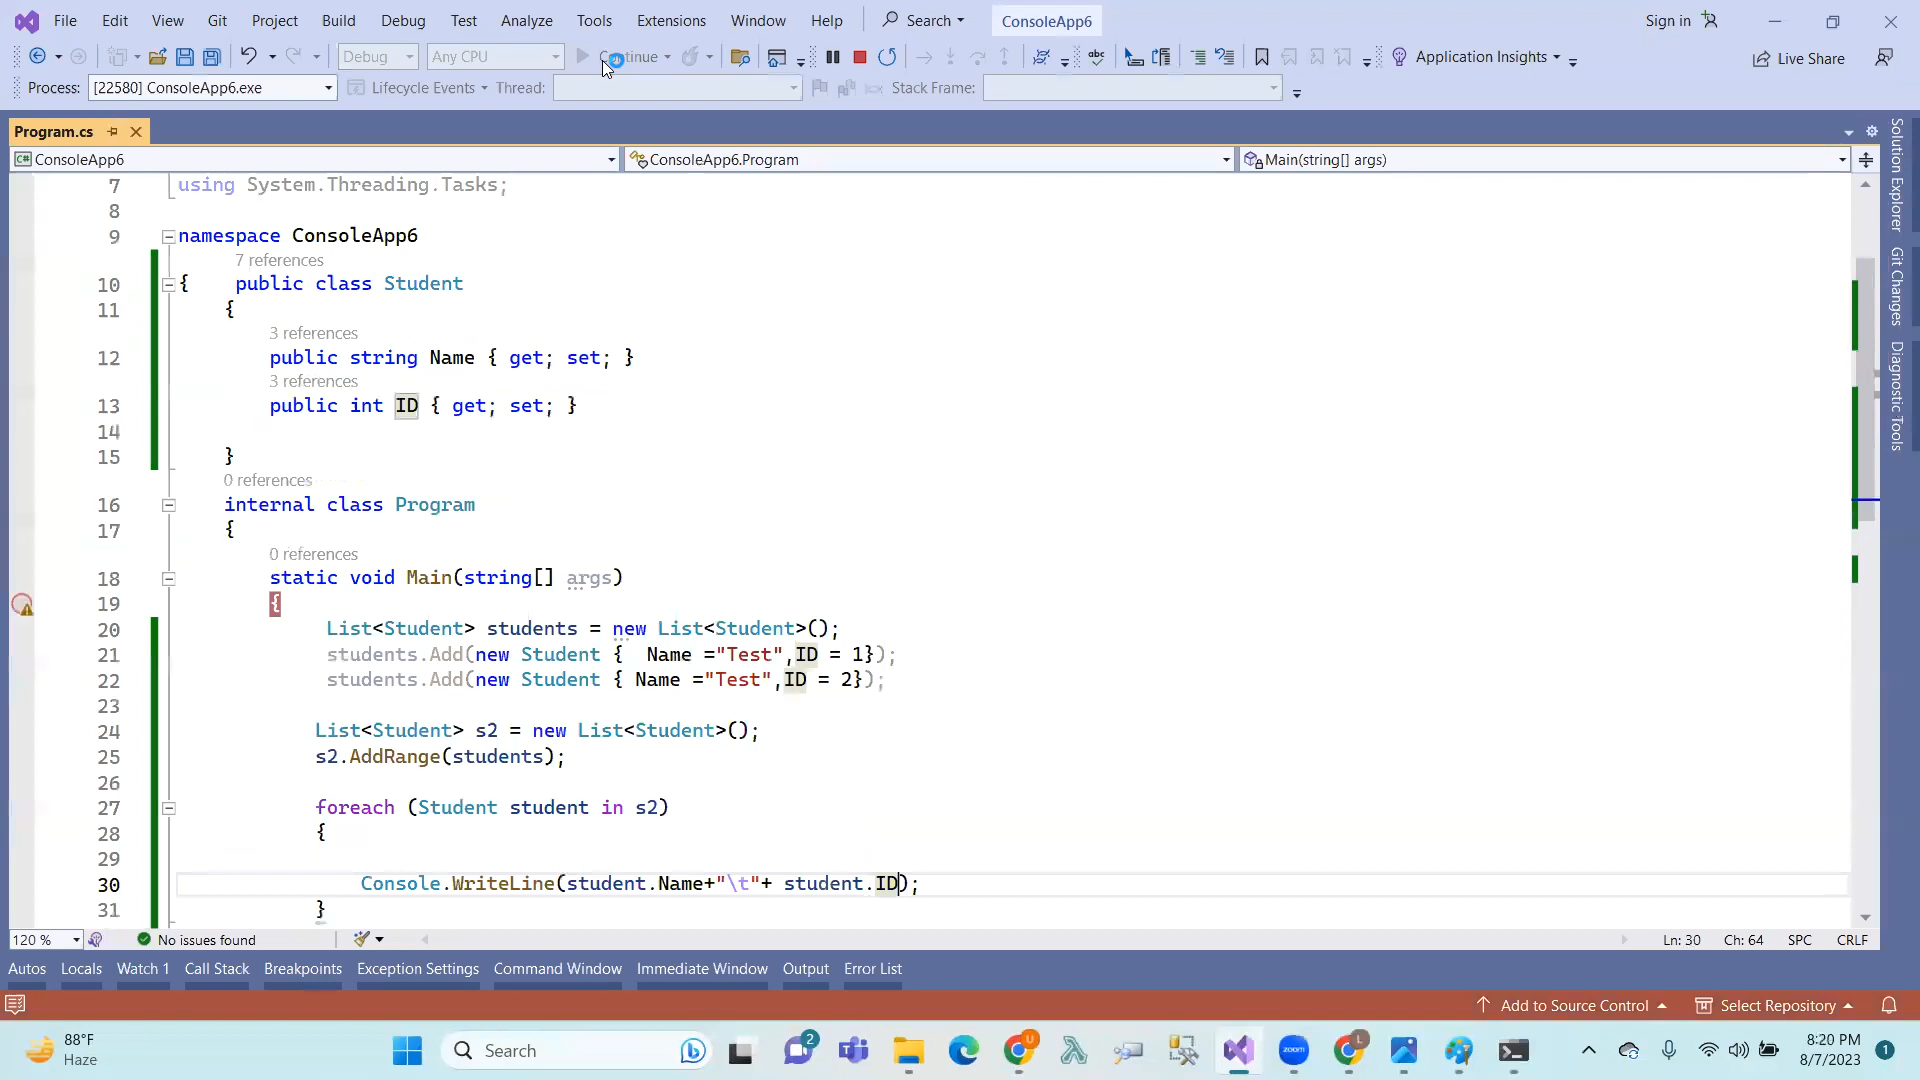 File Edit View Git Project Build Debug Test Analyze Tools Extensions Window Help Search ConsoleApp6 Sign in
Debug Any CPU Continue abc Application Insights Live Share
Process: [22580] ConsoleApp6.exe Lifecycle Events Thread: Stack Frame:
Program.cs
C# ConsoleApp6 ConsoleApp6.Program Main(string[] args)
7 using System.Threading.Tasks;
8
9 namespace ConsoleApp6
7 references
10 { public class Student
11 {
3 references
12 public string Name { get; set; }
3 references
13 public int ID { get; set; }
14
15 }
0 references
16 internal class Program
17 {
0 references
18 static void Main(string[] args)
19 {
20 List<Student> students = new List<Student>();
21 students.Add(new Student { Name ="Test",ID = 1});
22 students.Add(new Student { Name ="Test",ID = 2});
23
24 List<Student> s2 = new List<Student>();
25 s2.AddRange(students);
26
27 foreach (Student student in s2)
28 {
29
30 Console.WriteLine(student.Name+"\t"+ student.ID);
31 }
Solution Explorer
Git Changes
Diagnostic Tools
120 % No issues found Ln: 30 Ch: 64 SPC CRLF
Autos Locals Watch 1 Call Stack Breakpoints Exception Settings Command Window Immediate Window Output Error List
Add to Source Control Select Repository
88°F
Haze
Search
2
zoom
U
L
8:20 PM
8/7/2023
1